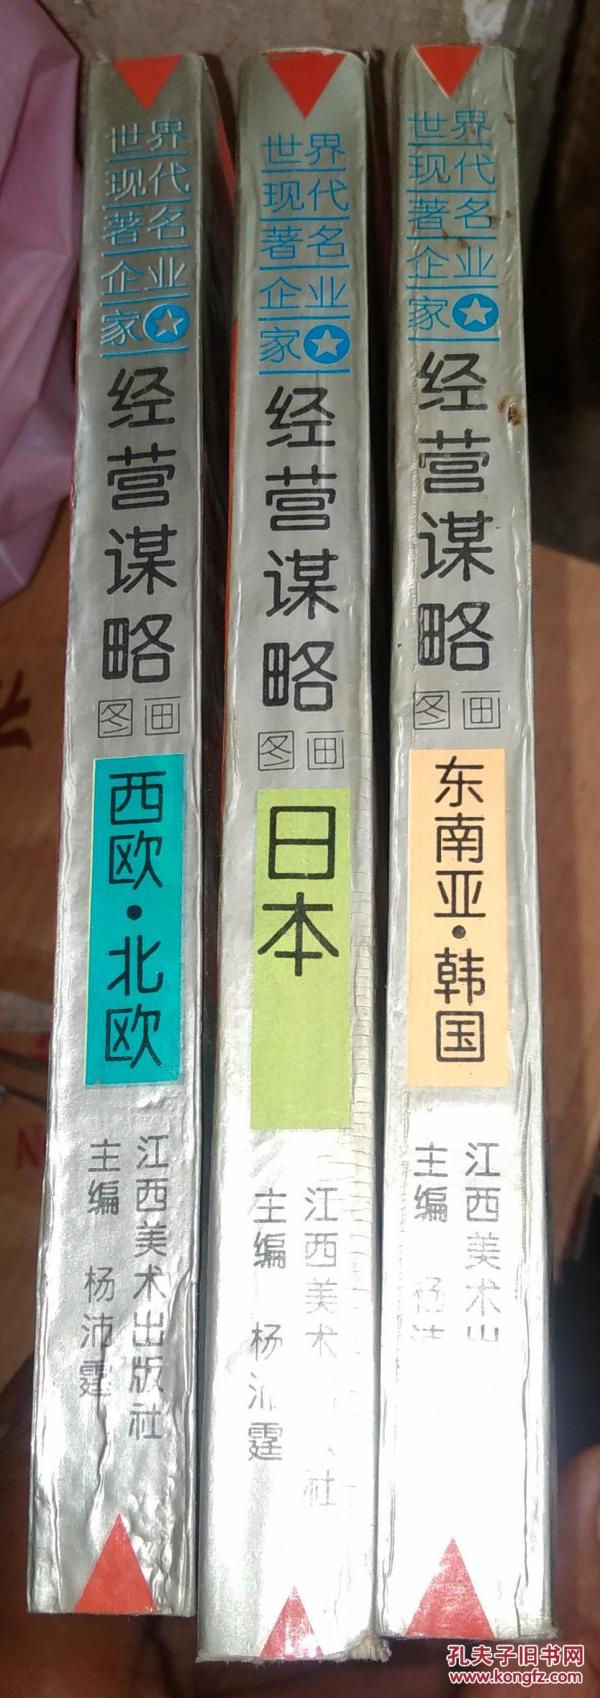 世界
现代
著名
企业
家
经营谋略
图画
西欧·北欧
江西美术出版社
主编 杨沛霆
世界
现代
著名
企业
家
经营谋略
图画
日本
江西美术 社
主编 杨沛霆
世界
现代
著名
企业
家
经营谋略
图画
东南亚·韩国
江西美术出
主编 杨沛
孔夫子旧书网
www.kongfz.com